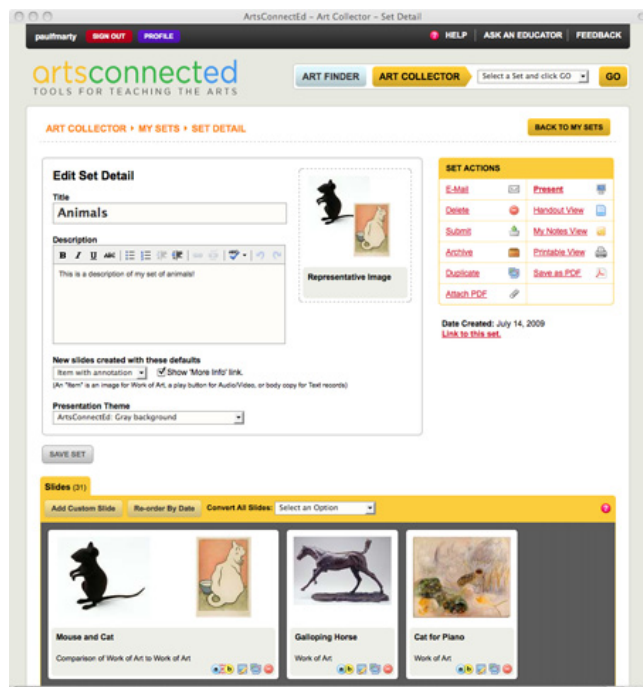 ArtsConnectEd – Art Collector – Set Detail
paulfmarty SIGN OUT PROFILE ? HELP ASK AN EDUCATOR FEEDBACK
artsconnected
TOOLS FOR TEACHING THE ARTS
ART FINDER ART COLLECTOR Select a Set and click GO GO
ART COLLECTOR MY SETS SET DETAIL BACK TO MY SETS
Edit Set Detail
Title
Animals
Description
B I U ABC
This is a description of my set of animals!
Representative Image
New slides created with these defaults
Item with annotation Show 'More Info' link.
(An "Item" is an image for Work of Art, a play button for Audio/Video, or body copy for Text records)
Presentation Theme
ArtsConnectEd: Gray background
SAVE SET
SET ACTIONS
E-Mail Present
Delete Handout View
Submit My Notes View
Archive Printable View
Duplicate Save as PDF
Attach PDF
Date Created: July 14, 2009
Link to this set.
Slides (31)
Add Custom Slide Re-order By Date Convert All Slides: Select an Option ?
Mouse and Cat
Comparison of Work of Art to Work of Art
Galloping Horse
Work of Art
Cat for Piano
Work of Art